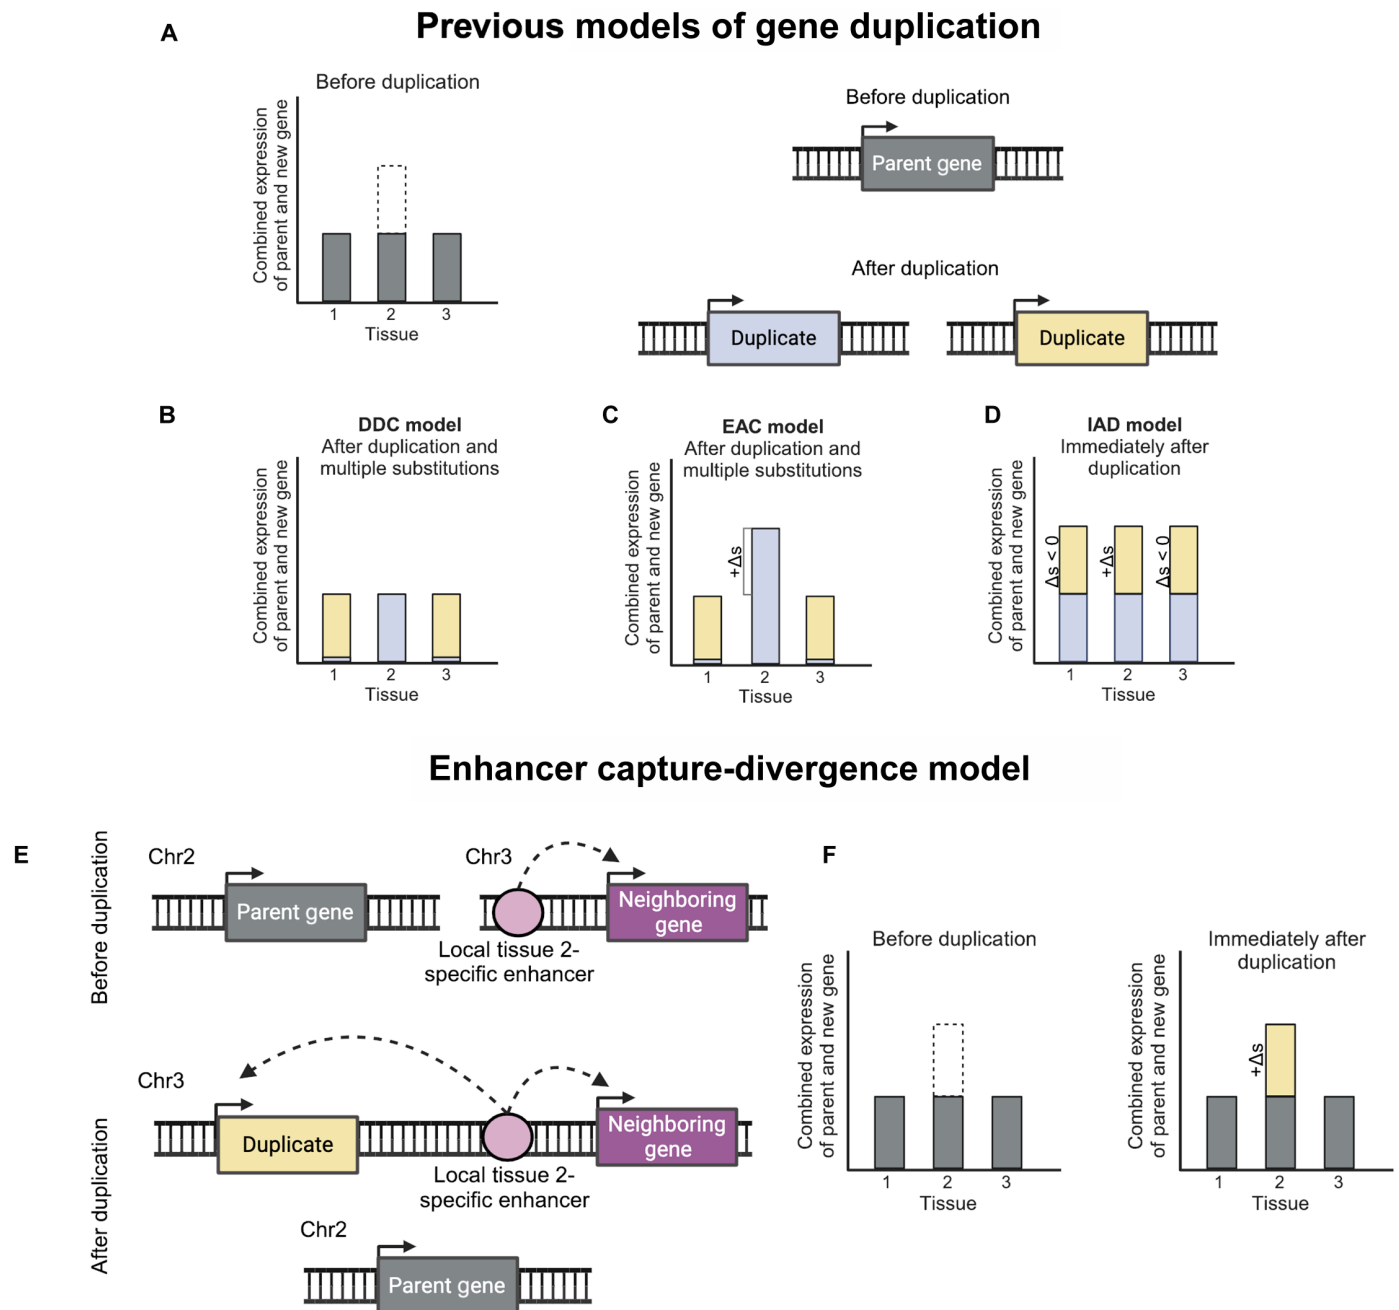 Previous models of gene duplication
A
Before duplication
Combined expression
of parent and new gene
1 2 3
Tissue
Before duplication
Parent gene
After duplication
Duplicate
Duplicate
B
DDC model
After duplication and
multiple substitutions
Combined expression
of parent and new gene
1 2 3
Tissue
C
EAC model
After duplication and
multiple substitutions
Combined expression
of parent and new gene
+Δs
1 2 3
Tissue
D
IAD model
Immediately after
duplication
Combined expression
of parent and new gene
Δs < 0
+Δs
Δs < 0
1 2 3
Tissue
Enhancer capture-divergence model
E
Before duplication
Chr2
Parent gene
Chr3
Neighboring
gene
Local tissue 2-
specific enhancer
After duplication
Chr3
Duplicate
Neighboring
gene
Local tissue 2-
specific enhancer
Chr2
Parent gene
F
Before duplication
Combined expression
of parent and new gene
1 2 3
Tissue
Immediately after
duplication
Combined expression
of parent and new gene
+Δs
1 2 3
Tissue